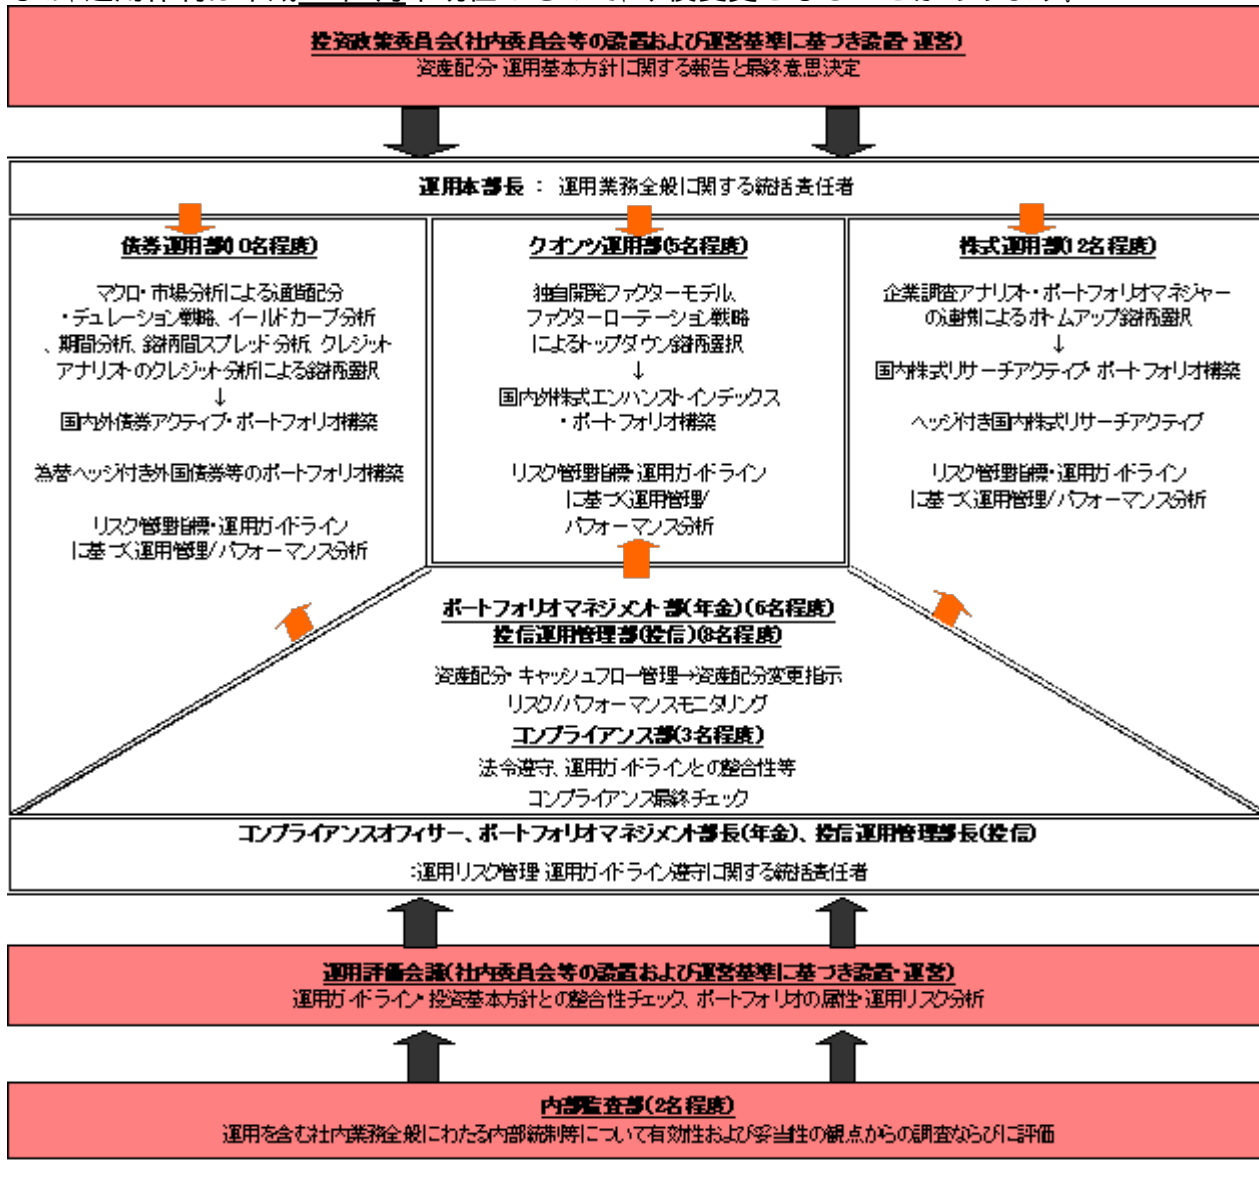 投資政策委員会(社内委員会等の設置および運営基準に基づき設置・運営)
資産配分・運用基本方針に関する報告と最終意思決定
運用本部長 : 運用業務全般に関する統括責任者
債券運用部(10名程度)
マクロ・市場分析による通貨配分
・デュレーション戦略、イールドカーブ分析
、期間分析、銘柄間スプレッド分析、クレジット
アナリストのクレジット分析による銘柄選択
↓
国内外債券アクティブ・ポートフォリオ構築
為替ヘッジ付き外国債券等のポートフォリオ構築
リスク管理指標・運用ガイドライン
に基づく運用管理/パフォーマンス分析
クオンツ運用部(5名程度)
独自開発ファクターモデル、
ファクターローテーション戦略
によるトップダウン銘柄選択
↓
国内外株式エンハンストインデックス
・ポートフォリオ構築
リスク管理指標・運用ガイドライン
に基づく運用管理/
パフォーマンス分析
株式運用部(12名程度)
企業調査アナリスト・ポートフォリオマネジャー
の連携によるボトムアップ銘柄選択
↓
国内株式リサーチアクティブ・ポートフォリオ構築
ヘッジ付き国内株式リサーチアクティブ
リスク管理指標・運用ガイドライン
に基づく運用管理/パフォーマンス分析
ポートフォリオマネジメント部(年金)(6名程度)
投信運用管理部(投信)(8名程度)
資産配分・キャッシュフロー管理→資産配分変更指示
リスク/パフォーマンスモニタリング
コンプライアンス部(3名程度)
法令遵守、運用ガイドラインとの整合性等
コンプライアンス最終チェック
コンプライアンスオフィサー、ポートフォリオマネジメント部長(年金)、投信運用管理部長(投信)
:運用リスク管理・運用ガイドライン遵守に関する統括責任者
運用評価会議(社内委員会等の設置および運営基準に基づき設置・運営)
運用ガイドライン・投資基本方針との整合性チェック、ポートフォリオの属性・運用リスク分析
内部監査部(2名程度)
運用を含む社内業務全般にわたる内部統制等について有効性および妥当性の観点からの調査ならびに評価